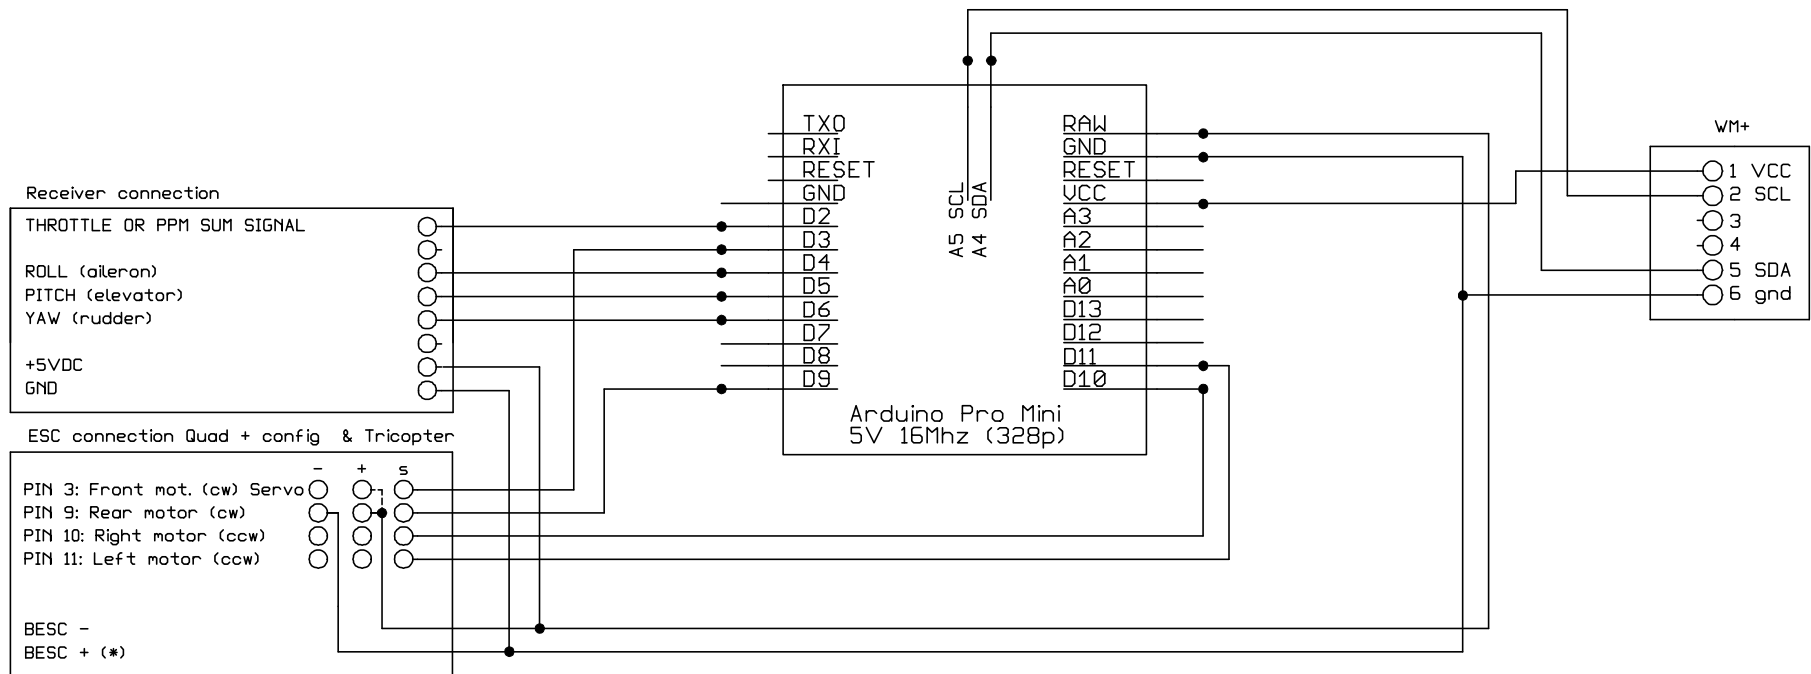 Receiver connection
THROTTLE OR PPM SUM SIGNAL
ROLL (aileron)
PITCH (elevator)
YAW (rudder)
+5VDC
GND
ESC connection Quad + config & Tricopter
- + s
PIN 3: Front mot. (cw) Servo
PIN 9: Rear motor (cw)
PIN 10: Right motor (ccw)
PIN 11: Left motor (ccw)
BESC -
BESC + (*)
TXO
RXI
RESET
GND
D2
D3
D4
D5
D6
D7
D8
D9
A5 SCL
A4 SDA
RAW
GND
RESET
VCC
A3
A2
A1
A0
D13
D12
D11
D10
Arduino Pro Mini
5V 16Mhz (328p)
WM+
1 VCC
2 SCL
3
4
5 SDA
6 gnd